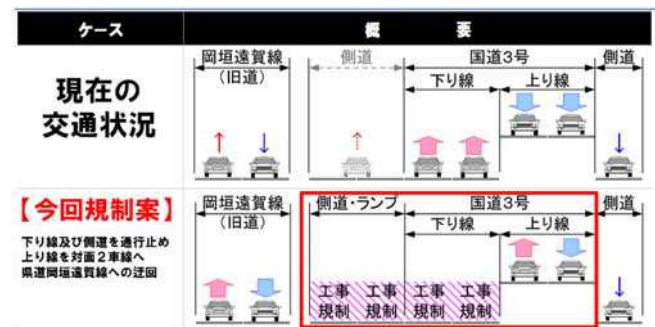 ケース
概 要
現在の
交通状況
岡垣遠賀線
(旧道)
側道
国道3号
下り線
上り線
側道
【今回規制案】
下り線及び側道を通行止め
上り線を対面2車線へ
県道岡垣遠賀線への迂回
岡垣遠賀線
(旧道)
側道・ランプ
国道3号
下り線
上り線
側道
工事 工事 工事 工事
規制 規制 規制 規制